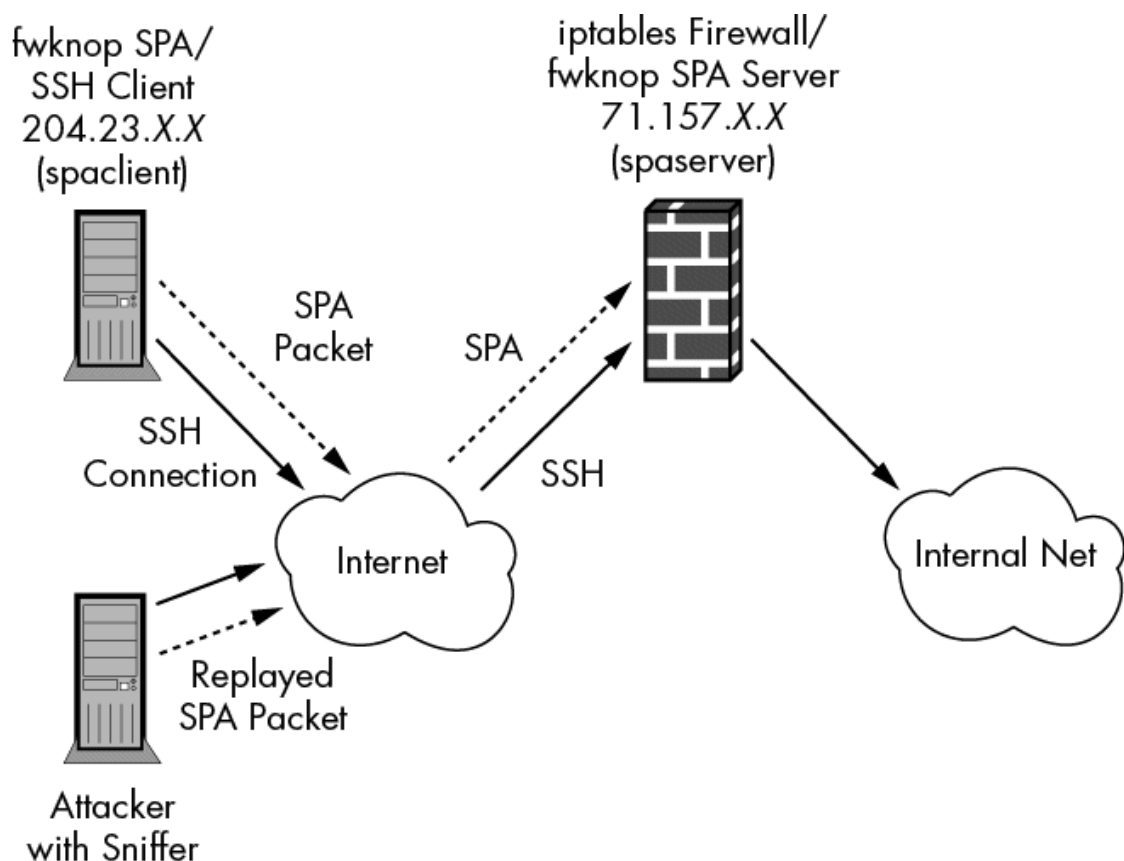 fwknop SPA/
SSH Client
204.23.X.X
(spaclient)
iptables Firewall/
fwknop SPA Server
71.157.X.X
(spaserver)
SPA
Packet
SPA
SSH
Connection
SSH
Internet
Internal Net
Replayed
SPA Packet
Attacker
with Sniffer